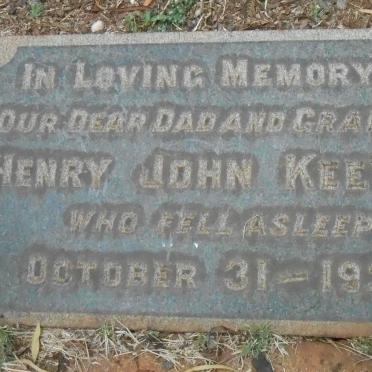 IN LOVING MEMORY
OUR DEAR DAD AND
HENRY JOHN
WHO FELL ASLEEP
OCTOBER 31 –